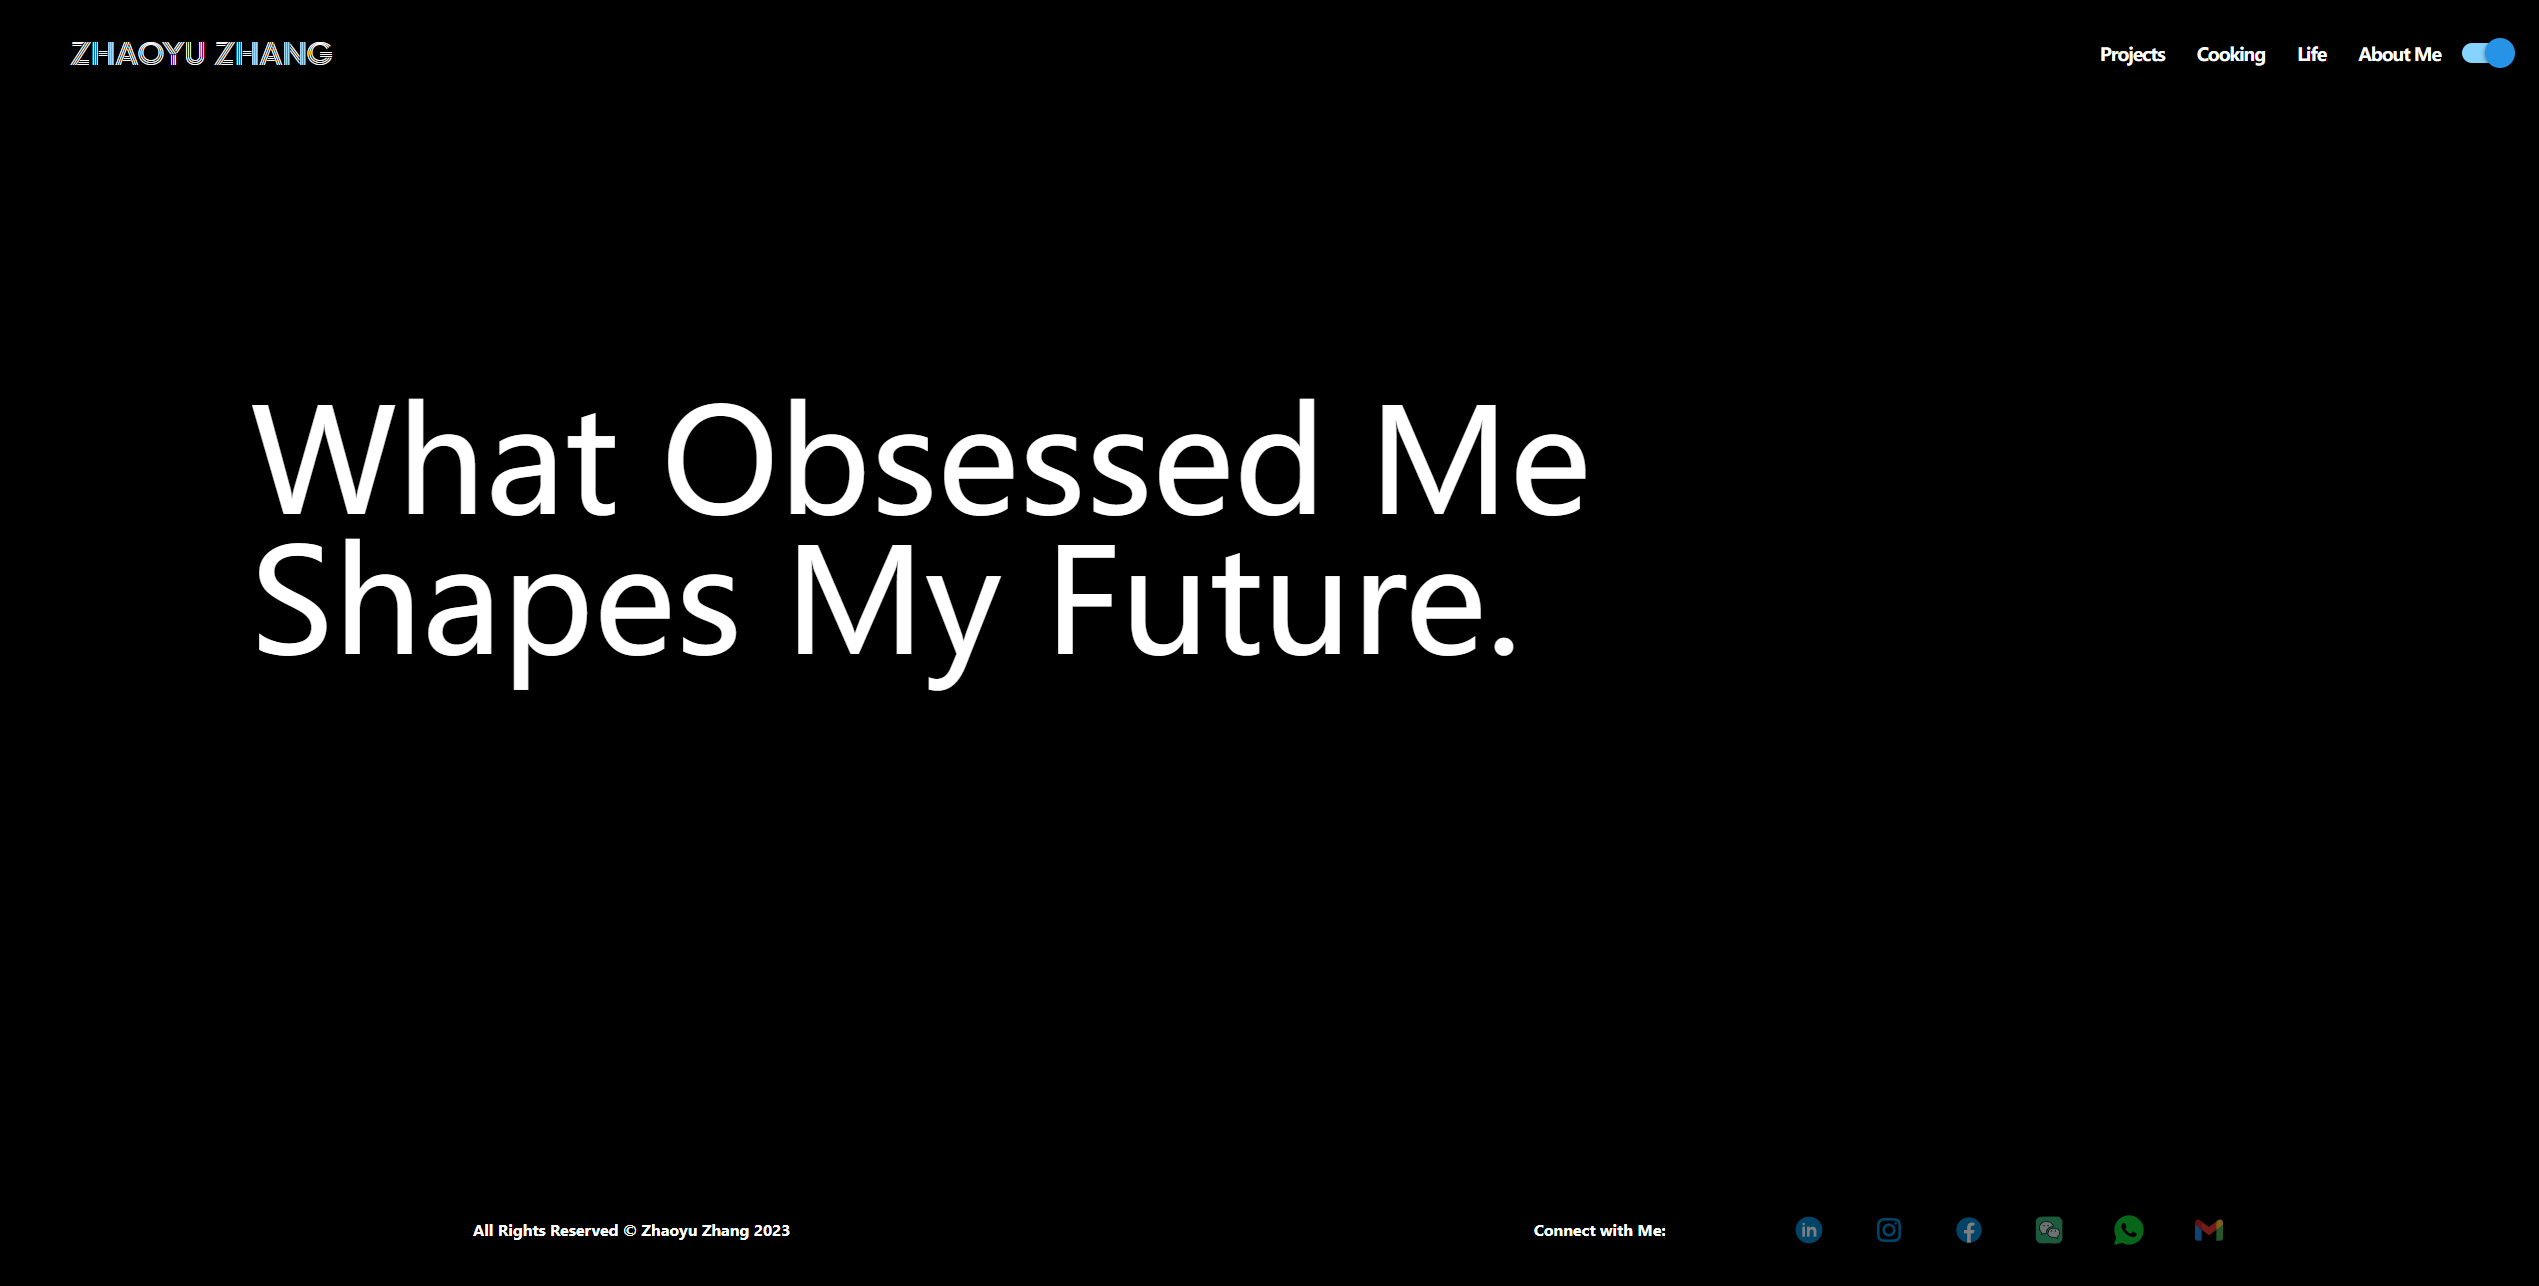 ZHAOYU ZHANG
Projects Cooking Life About Me
What Obsessed Me
Shapes My Future.
All Rights Reserved © Zhaoyu Zhang 2023
Connect with Me: